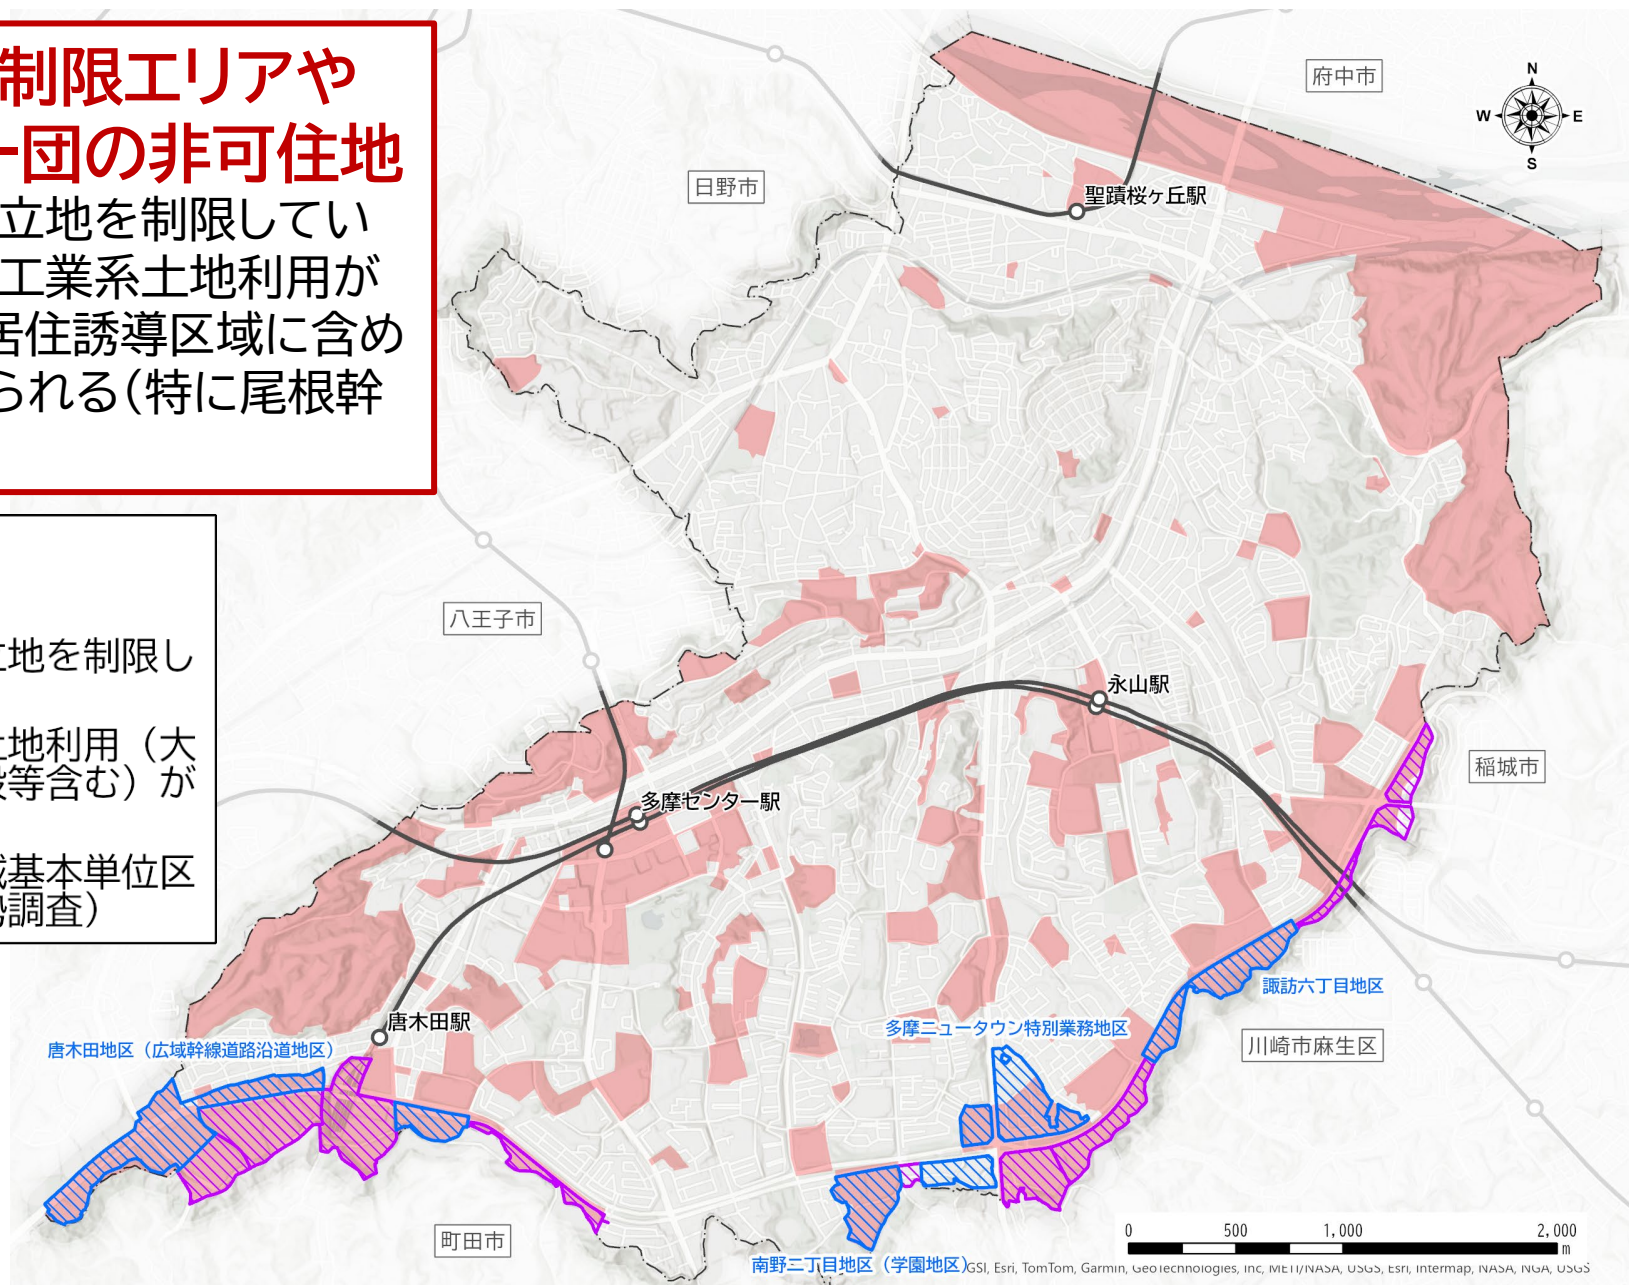 制限エリアや
一団の非可住地
立地を制限してい
工業系土地利用が
居住誘導区域に含め
られる(特に尾根幹
立地を制限し
土地利用（大
設等含む）が
域基本単位区
勢調査）
府中市
N
W
E
S
日野市
聖蹟桜ヶ丘駅
八王子市
永山駅
稲城市
多摩センター駅
唐木田駅
諏訪六丁目地区
多摩ニュータウン特別業務地区
川崎市麻生区
唐木田地区（広域幹線道路沿道地区）
町田市
南野二丁目地区（学園地区）
0 500 1,000 2,000
m
GSI, Esri, TomTom, Garmin, GeoTechnologies, Inc, METI/NASA, USGS, Esri, Intermap, NASA, NGA, USGS